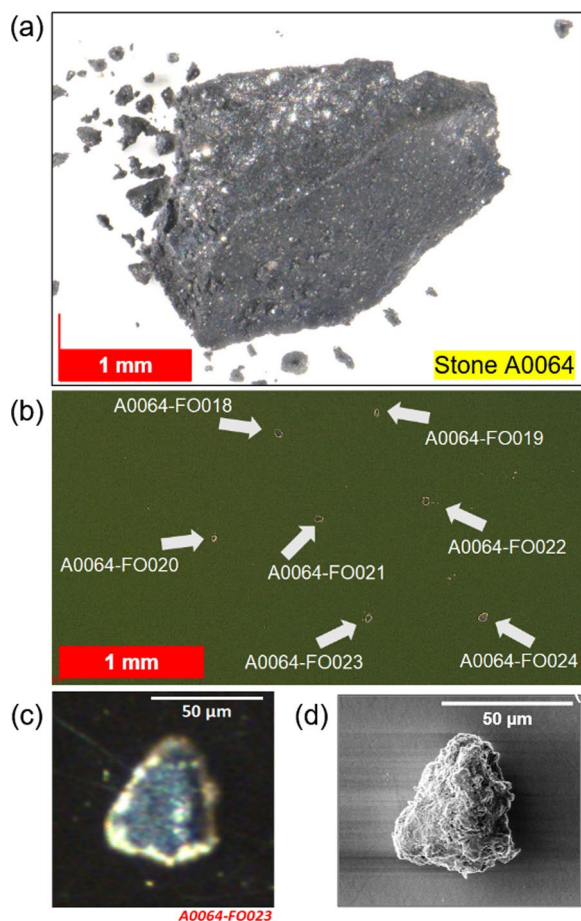 (a)
1 mm
Stone A0064
(b)
A0064-FO018
A0064-FO019
A0064-FO022
A0064-FO020
A0064-FO021
A0064-FO023
A0064-FO024
1 mm
(c)
50 µm
A0064-FO023
(d)
50 µm